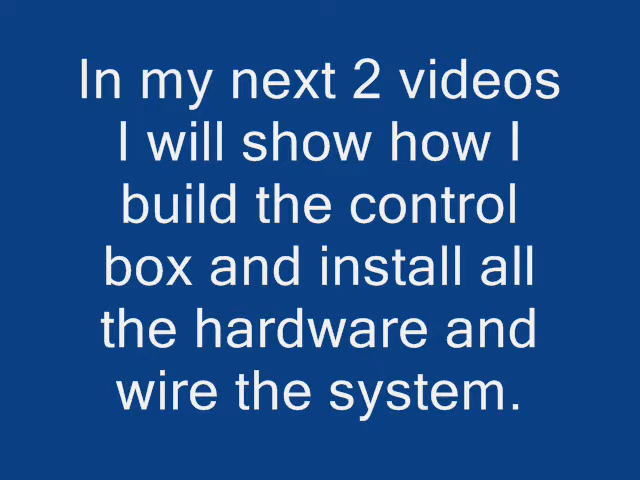 In my next 2 videos
I will show how I
build the control
box and install all
the hardware and
wire the system.